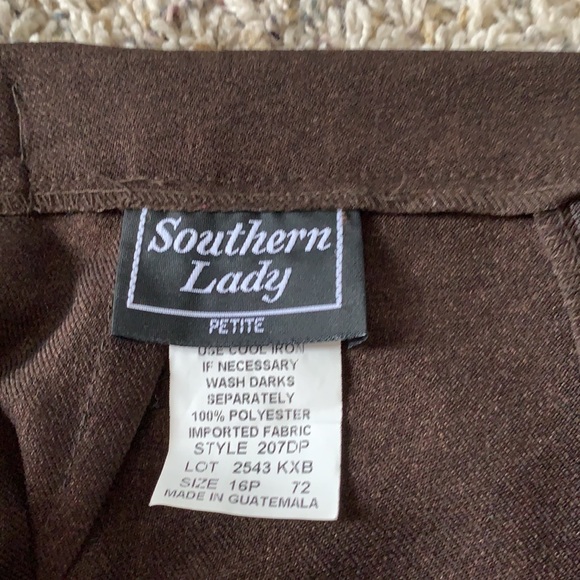 Southern
Lady
PETITE
USE COOL IRON
IF NECESSARY
WASH DARKS
SEPARATELY
100% POLYESTER
IMPORTED FABRIC
STYLE 207DP
LOT 2543 KXB
SIZE 16P 72
MADE IN GUATEMALA